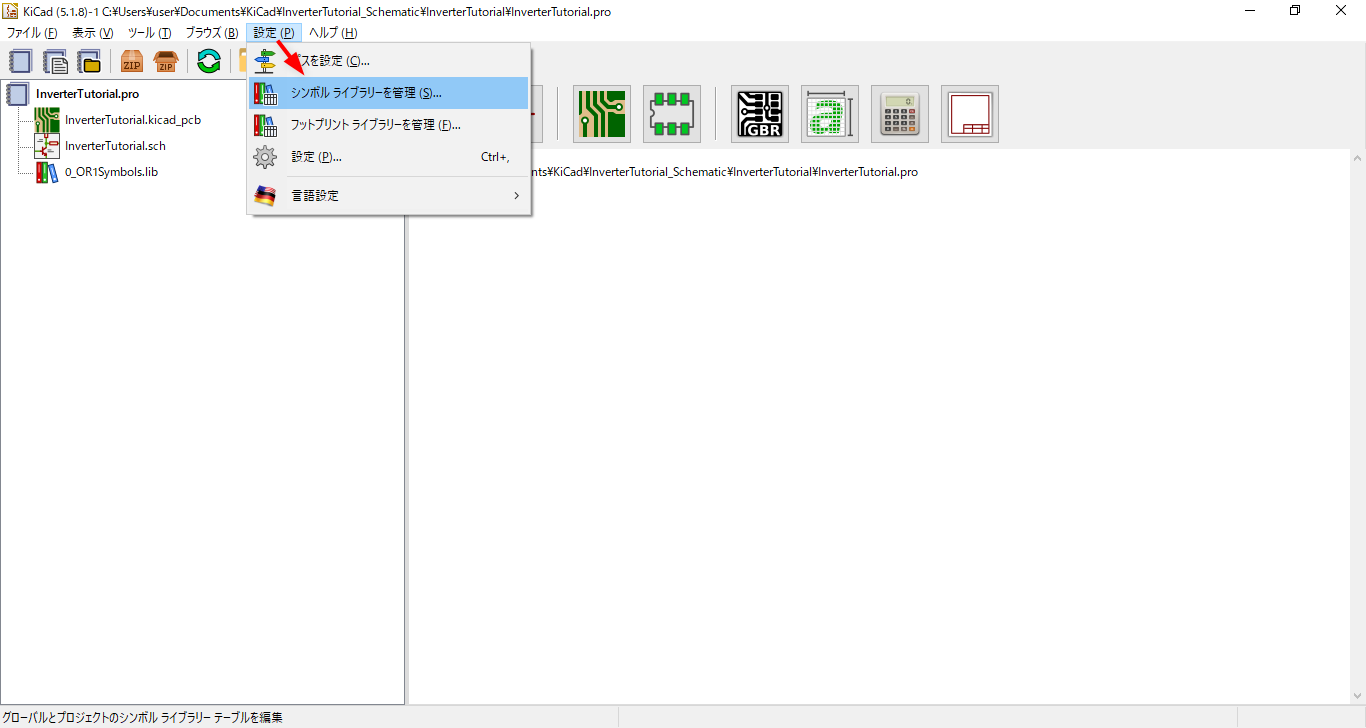 KiCad (5.1.8)-1 C:¥Users¥user¥Documents¥KiCad¥InverterTutorial_Schematic¥InverterTutorial¥InverterTutorial.pro
ファイル (F) 表示 (V) ツール (T) ブラウズ (B) 設定 (P) ヘルプ (H)
スを設定 (C)...
シンボル ライブラリーを管理 (S)...
フットプリント ライブラリーを管理 (F)...
設定 (P)... Ctrl+,
言語設定
ZIP ZIP
InverterTutorial.pro
InverterTutorial.kicad_pcb
InverterTutorial.sch
0_OR1Symbols.lib
GBR a 0.
nts¥KiCad¥InverterTutorial_Schematic¥InverterTutorial¥InverterTutorial.pro
グローバルとプロジェクトのシンボル ライブラリー テーブルを編集